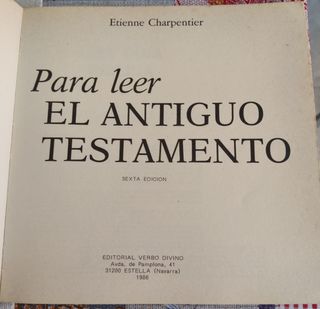 Etienne Charpentier
Para leer
EL ANTIGUO
TESTAMENTO
SEXTA EDICION
EDITORIAL VERBO DIVINO
Avda. de Pamplona, 41
31200 ESTELLA (Navarra)
1986